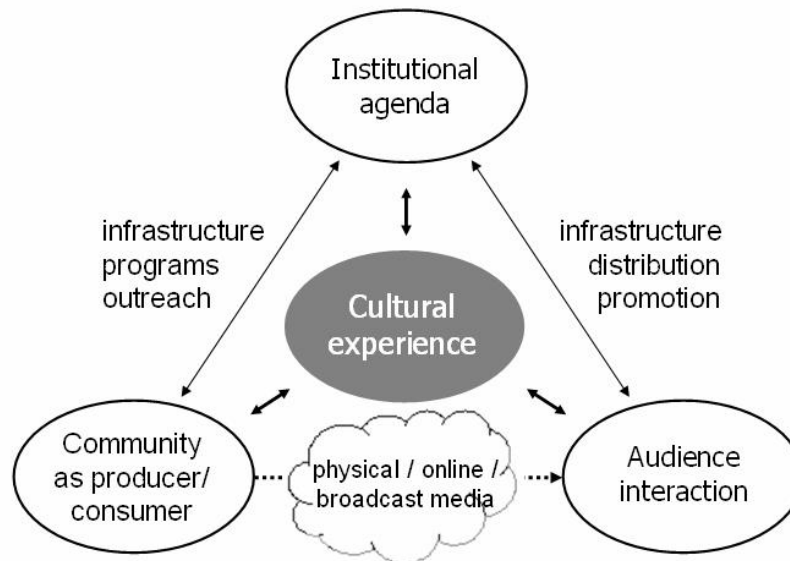 Institutional
agenda
infrastructure
programs
outreach
infrastructure
distribution
promotion
Cultural
experience
Community
as producer/
consumer
physical / online /
broadcast media
Audience
interaction